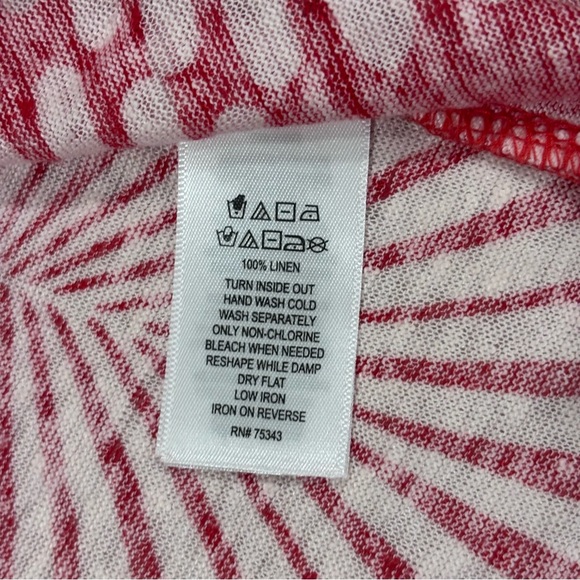 100% LINEN
TURN INSIDE OUT
HAND WASH COLD
WASH SEPARATELY
ONLY NON-CHLORINE
BLEACH WHEN NEEDED
RESHAPE WHILE DAMP
DRY FLAT
LOW IRON
IRON ON REVERSE
RN# 75343